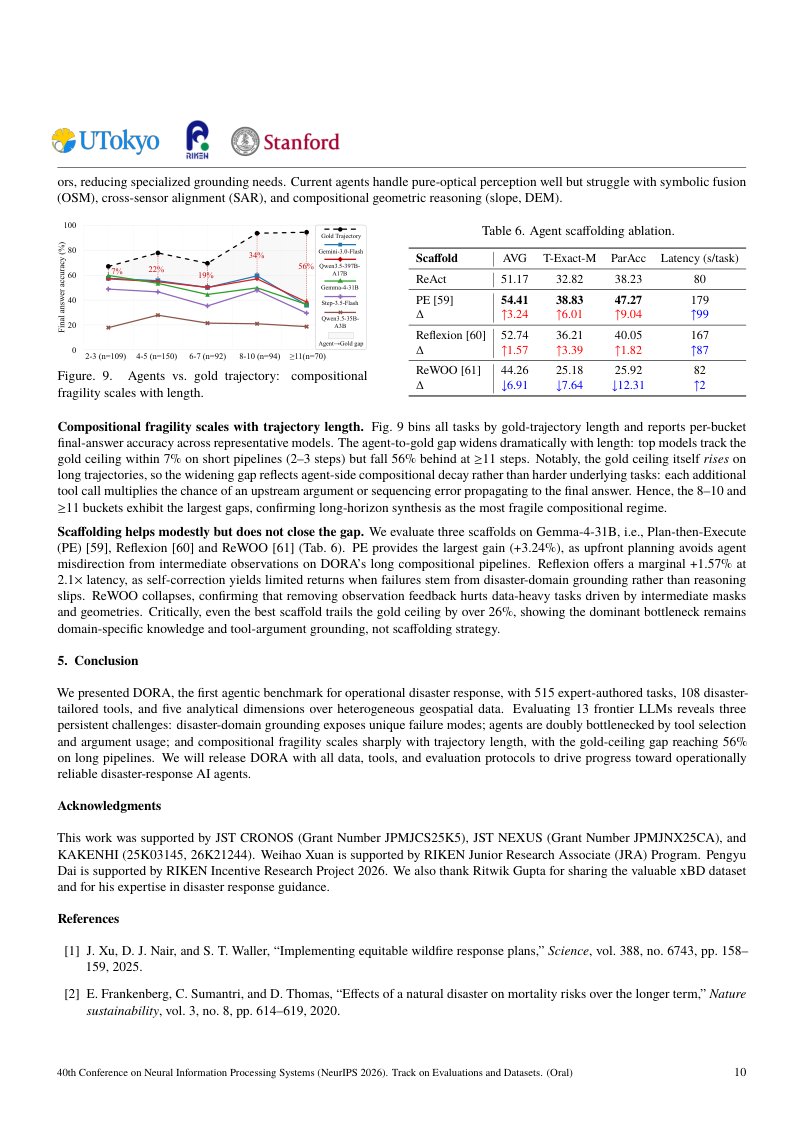 UTokyo RIKEN Stanford
ors, reducing specialized grounding needs. Current agents handle pure-optical perception well but struggle with symbolic fusion
(OSM), cross-sensor alignment (SAR), and compositional geometric reasoning (slope, DEM).
Final answer accuracy (%)
100
80
60
40
20
0
7%
22%
19%
34%
56%
2-3 (n=109) 4-5 (n=150) 6-7 (n=92) 8-10 (n=94) ≥11(n=70)
Gold Trajectory
Gemini-3.0-Flash
Qwen3.5-397B-
A17B
Gemma-4-31B
Step-3.5-Flash
Qwen3.5-35B-
A3B
Agent→Gold gap
Figure. 9. Agents vs. gold trajectory: compositional
fragility scales with length.
Table 6. Agent scaffolding ablation.
Scaffold AVG T-Exact-M ParAcc Latency (s/task)
ReAct 51.17 32.82 38.23 80
PE [59] 54.41 38.83 47.27 179
Δ ↑3.24 ↑6.01 ↑9.04 ↑99
Reflexion [60] 52.74 36.21 40.05 167
Δ ↑1.57 ↑3.39 ↑1.82 ↑87
ReWOO [61] 44.26 25.18 25.92 82
Δ ↓6.91 ↓7.64 ↓12.31 ↑2
Compositional fragility scales with trajectory length. Fig. 9 bins all tasks by gold-trajectory length and reports per-bucket
final-answer accuracy across representative models. The agent-to-gold gap widens dramatically with length: top models track the
gold ceiling within 7% on short pipelines (2–3 steps) but fall 56% behind at ≥11 steps. Notably, the gold ceiling itself rises on
long trajectories, so the widening gap reflects agent-side compositional decay rather than harder underlying tasks: each additional
tool call multiplies the chance of an upstream argument or sequencing error propagating to the final answer. Hence, the 8–10 and
≥11 buckets exhibit the largest gaps, confirming long-horizon synthesis as the most fragile compositional regime.
Scaffolding helps modestly but does not close the gap. We evaluate three scaffolds on Gemma-4-31B, i.e., Plan-then-Execute
(PE) [59], Reflexion [60] and ReWOO [61] (Tab. 6). PE provides the largest gain (+3.24%), as upfront planning avoids agent
misdirection from intermediate observations on DORA's long compositional pipelines. Reflexion offers a marginal +1.57% at
2.1× latency, as self-correction yields limited returns when failures stem from disaster-domain grounding rather than reasoning
slips. ReWOO collapses, confirming that removing observation feedback hurts data-heavy tasks driven by intermediate masks
and geometries. Critically, even the best scaffold trails the gold ceiling by over 26%, showing the dominant bottleneck remains
domain-specific knowledge and tool-argument grounding, not scaffolding strategy.
5. Conclusion
We presented DORA, the first agentic benchmark for operational disaster response, with 515 expert-authored tasks, 108 disaster-
tailored tools, and five analytical dimensions over heterogeneous geospatial data. Evaluating 13 frontier LLMs reveals three
persistent challenges: disaster-domain grounding exposes unique failure modes; agents are doubly bottlenecked by tool selection
and argument usage; and compositional fragility scales sharply with trajectory length, with the gold-ceiling gap reaching 56%
on long pipelines. We will release DORA with all data, tools, and evaluation protocols to drive progress toward operationally
reliable disaster-response AI agents.
Acknowledgments
This work was supported by JST CRONOS (Grant Number JPMJCS25K5), JST NEXUS (Grant Number JPMJNX25CA), and
KAKENHI (25K03145, 26K21244). Weihao Xuan is supported by RIKEN Junior Research Associate (JRA) Program. Pengyu
Dai is supported by RIKEN Incentive Research Project 2026. We also thank Ritwik Gupta for sharing the valuable xBD dataset
and for his expertise in disaster response guidance.
References
[1] J. Xu, D. J. Nair, and S. T. Waller, “Implementing equitable wildfire response plans,” Science, vol. 388, no. 6743, pp. 158–
159, 2025.
[2] E. Frankenberg, C. Sumantri, and D. Thomas, “Effects of a natural disaster on mortality risks over the longer term,” Nature
sustainability, vol. 3, no. 8, pp. 614–619, 2020.
40th Conference on Neural Information Processing Systems (NeurIPS 2026). Track on Evaluations and Datasets. (Oral) 10